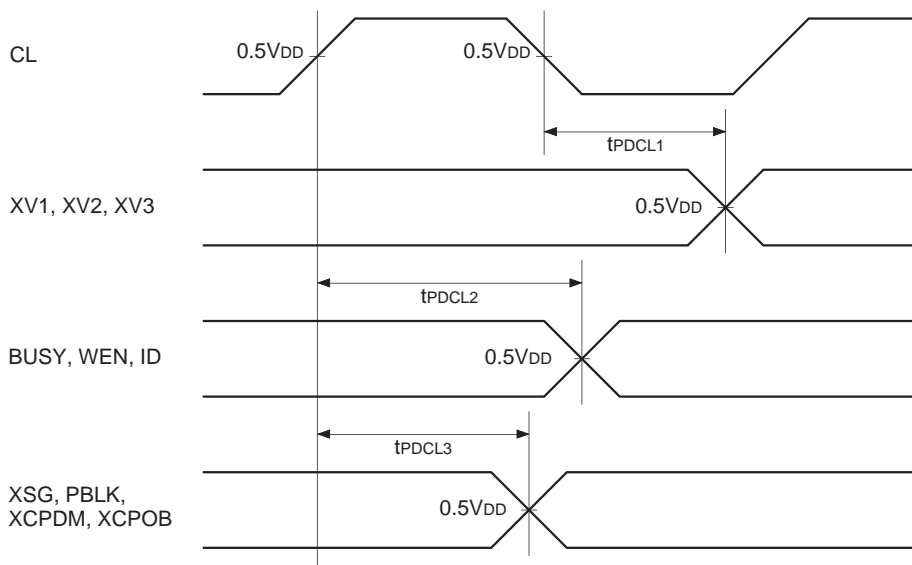 CL
0.5VDD
0.5VDD
tPDCL1
XV1, XV2, XV3
0.5VDD
tPDCL2
BUSY, WEN, ID
0.5VDD
tPDCL3
XSG, PBLK,
XCPDM, XCPOB
0.5VDD